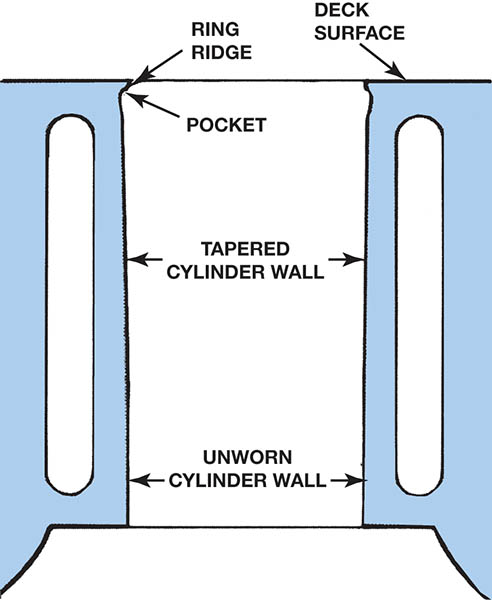 RING
RIDGE
DECK
SURFACE
POCKET
TAPERED
CYLINDER WALL
UNWORN
CYLINDER WALL